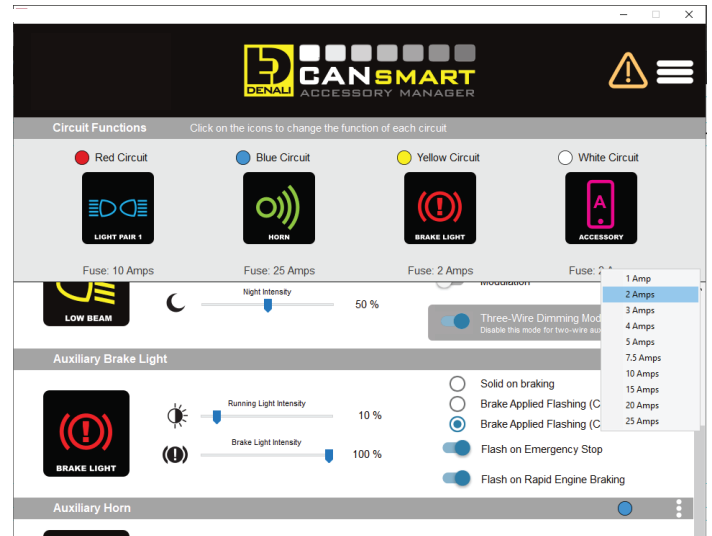 DENALI
CANSMART
ACCESSORY MANAGER
Circuit Functions Click on the icons to change the function of each circuit
Red Circuit Blue Circuit Yellow Circuit White Circuit
LIGHT PAIR 1 HORN BRAKE LIGHT A ACCESSORY
Fuse: 10 Amps Fuse: 25 Amps Fuse: 2 Amps Fuse: 2
1 Amp
2 Amps
3 Amps
4 Amps
5 Amps
7.5 Amps
10 Amps
15 Amps
20 Amps
25 Amps
Modulation
LOW BEAM
Night Intensity
50 %
Three-Wire Dimming Mod
Disable this mode for two-wire aux
Auxiliary Brake Light
BRAKE LIGHT
Running Light Intensity
10 %
Brake Light Intensity
100 %
Solid on braking
Brake Applied Flashing (C
Brake Applied Flashing (C
Flash on Emergency Stop
Flash on Rapid Engine Braking
Auxiliary Horn